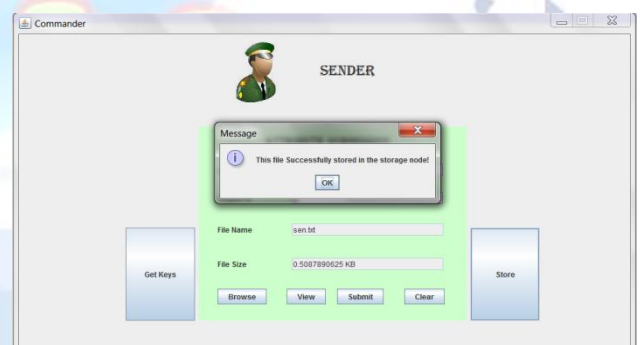 Commander
SENDER
Message
This file Successfully stored in the storage node!
OK
File Name sen.txt
File Size 0.5087890625 KB
Get Keys
Store
Browse View Submit Clear